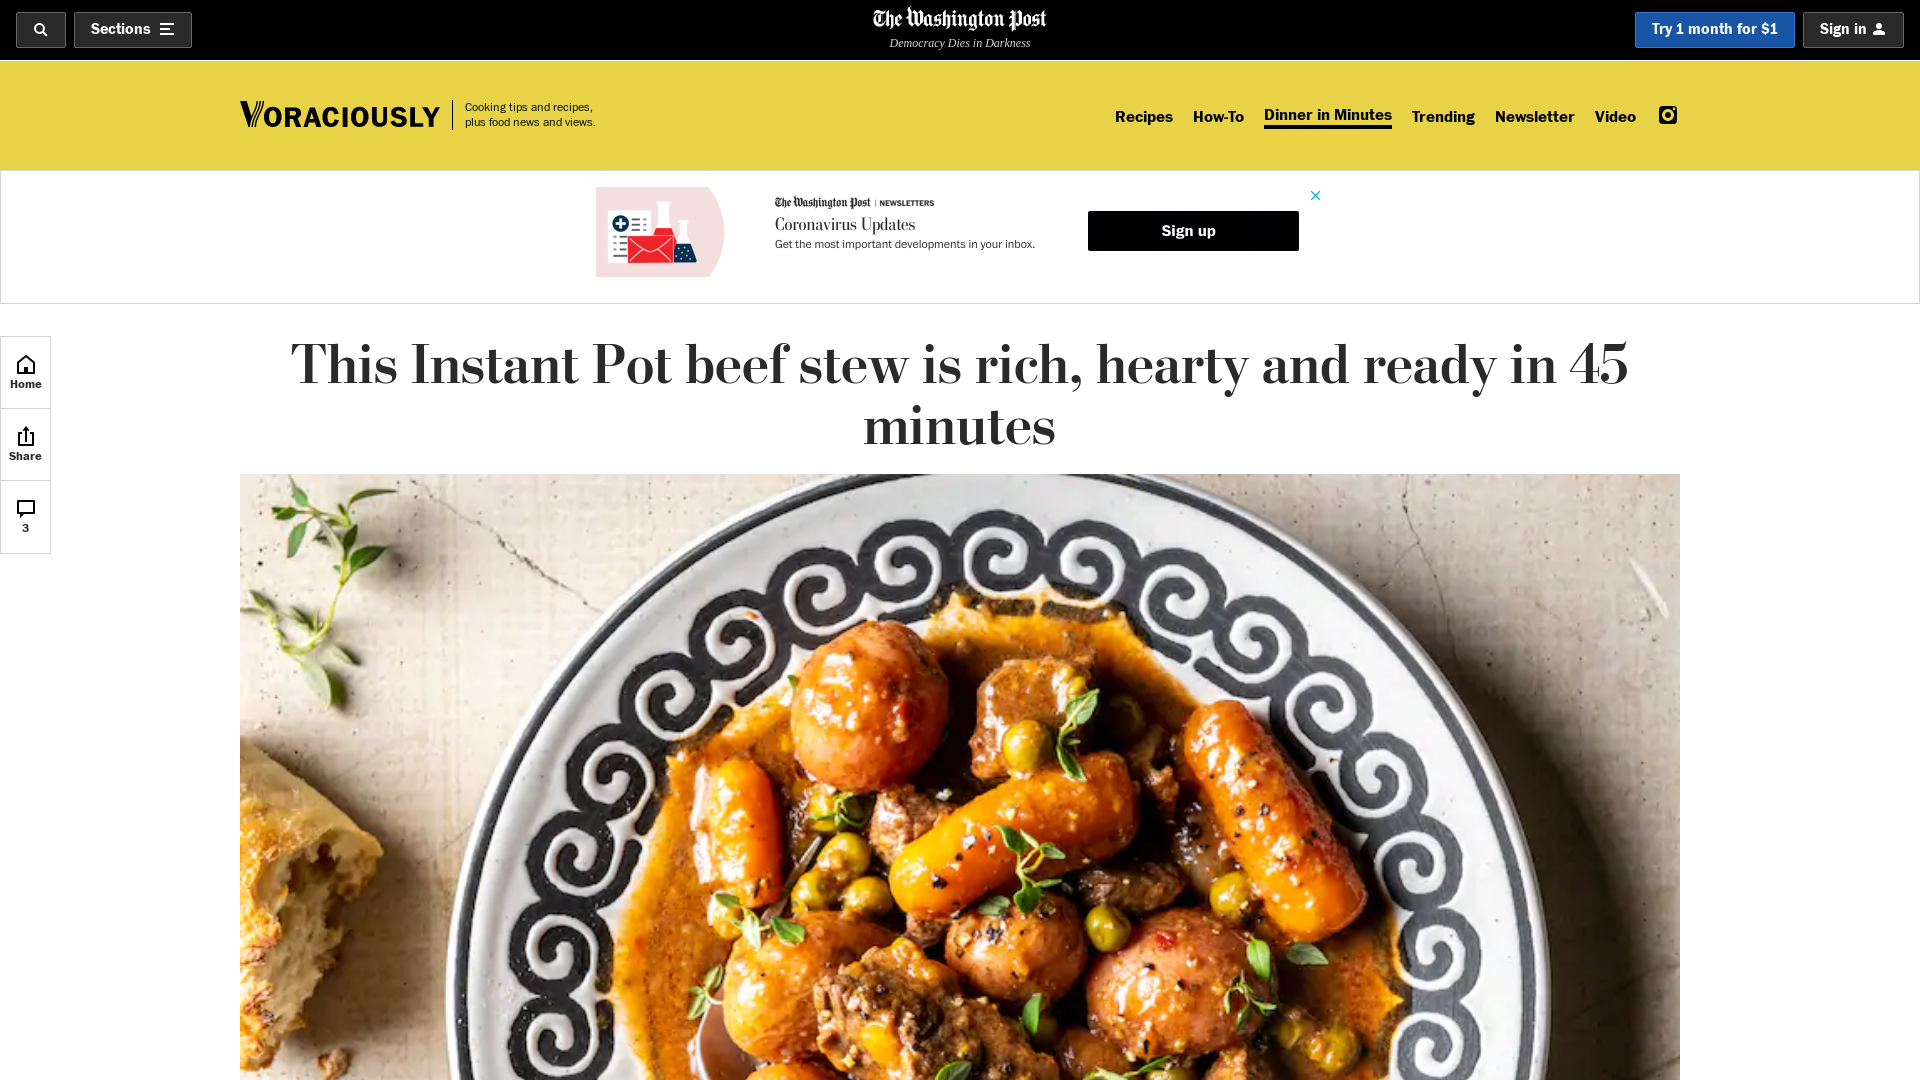 Sections
The Washington Post
Democracy Dies in Darkness
Try 1 month for $1
Sign in
VORACIOUSLY
Cooking tips and recipes,
plus food news and views.
Recipes
How-To
Dinner in Minutes
Trending
Newsletter
Video
The Washington Post | NEWSLETTERS
Coronavirus Updates
Get the most important developments in your inbox.
Sign up
Home
Share
3
This Instant Pot beef stew is rich, hearty and ready in 45
minutes